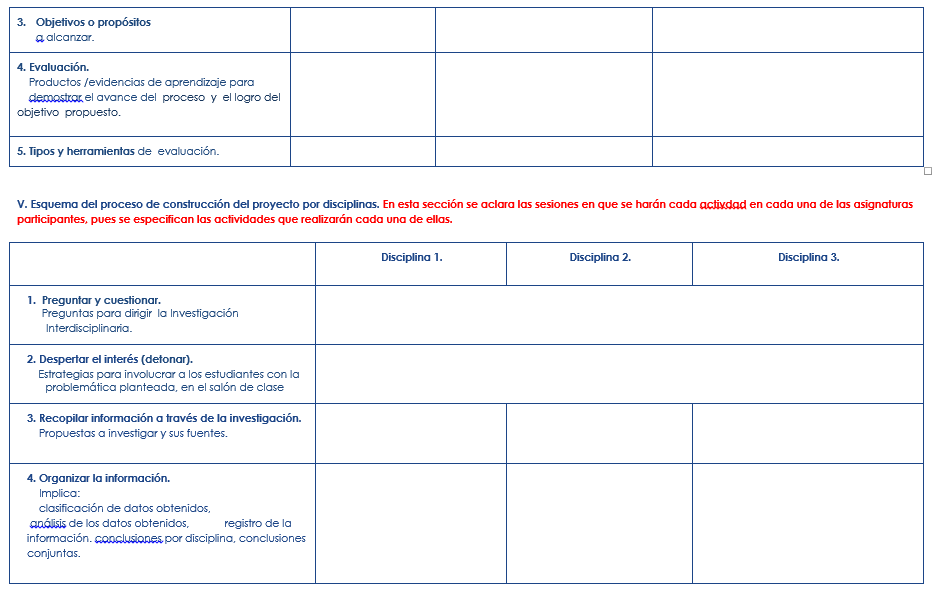 3. Objetivos o propósitos
a alcanzar.
4. Evaluación.
Productos /evidencias de aprendizaje para
demostrar el avance del proceso y el logro del
objetivo propuesto.
5. Tipos y herramientas de evaluación.
V. Esquema del proceso de construcción del proyecto por disciplinas. En esta sección se aclara las sesiones en que se harán cada activdad en cada una de las asignaturas
participantes, pues se especifican las actividades que realizarán cada una de ellas.
Disciplina 1. Disciplina 2. Disciplina 3.
1. Preguntar y cuestionar.
Preguntas para dirigir la Investigación
Interdisciplinaria.
2. Despertar el interés (detonar).
Estrategias para involucrar a los estudiantes con la
problemática planteada, en el salón de clase
3. Recopilar información a través de la investigación.
Propuestas a investigar y sus fuentes.
4. Organizar la información.
Implica:
clasificación de datos obtenidos,
análisis de los datos obtenidos, registro de la
información. conclusiones por disciplina, conclusiones
conjuntas.